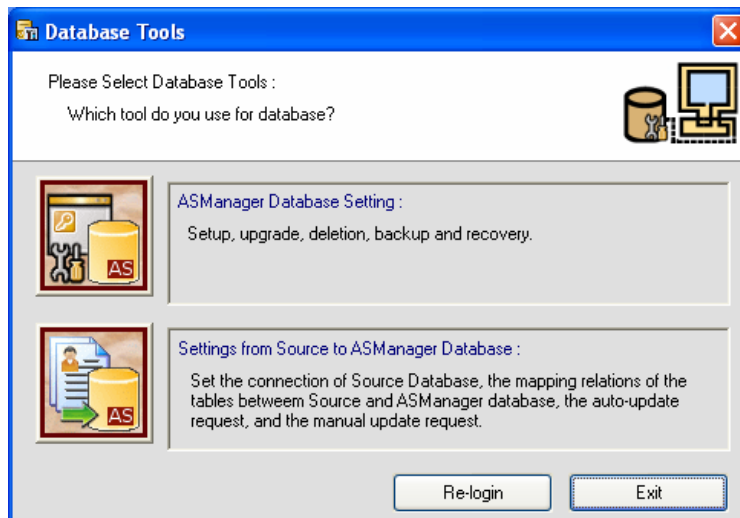 Database Tools
Please Select Database Tools :
Which tool do you use for database?
ASManager Database Setting :
Setup, upgrade, deletion, backup and recovery.
AS
Settings from Source to ASManager Database :
Set the connection of Source Database, the mapping relations of the
tables betweem Source and ASManager database, the auto-update
request, and the manual update request.
AS
Re-login
Exit